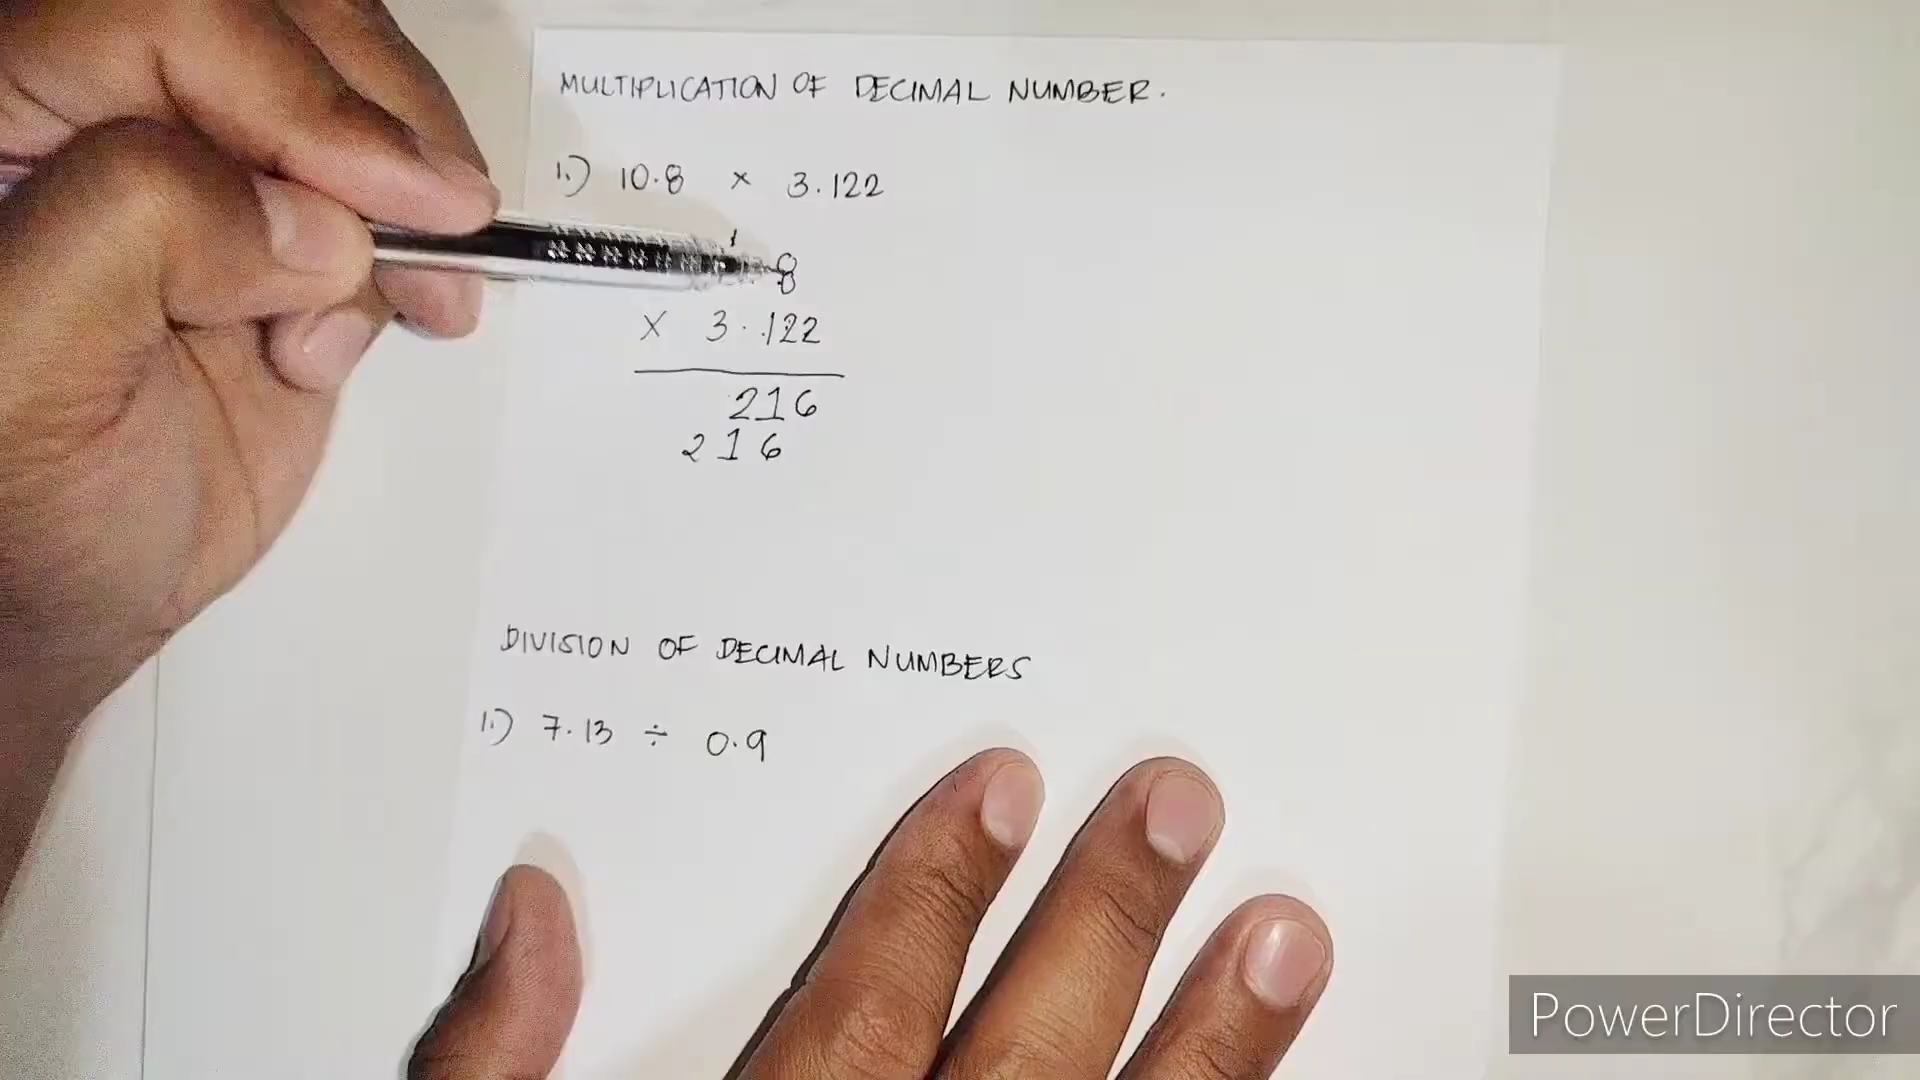 MULTIPLICATION OF DECIMAL NUMBER.
1.) 10.8 × 3.122
1
8
× 3.122
216
216
DIVISION OF DECIMAL NUMBERS
1.) 7.13 ÷ 0.9
PowerDirector